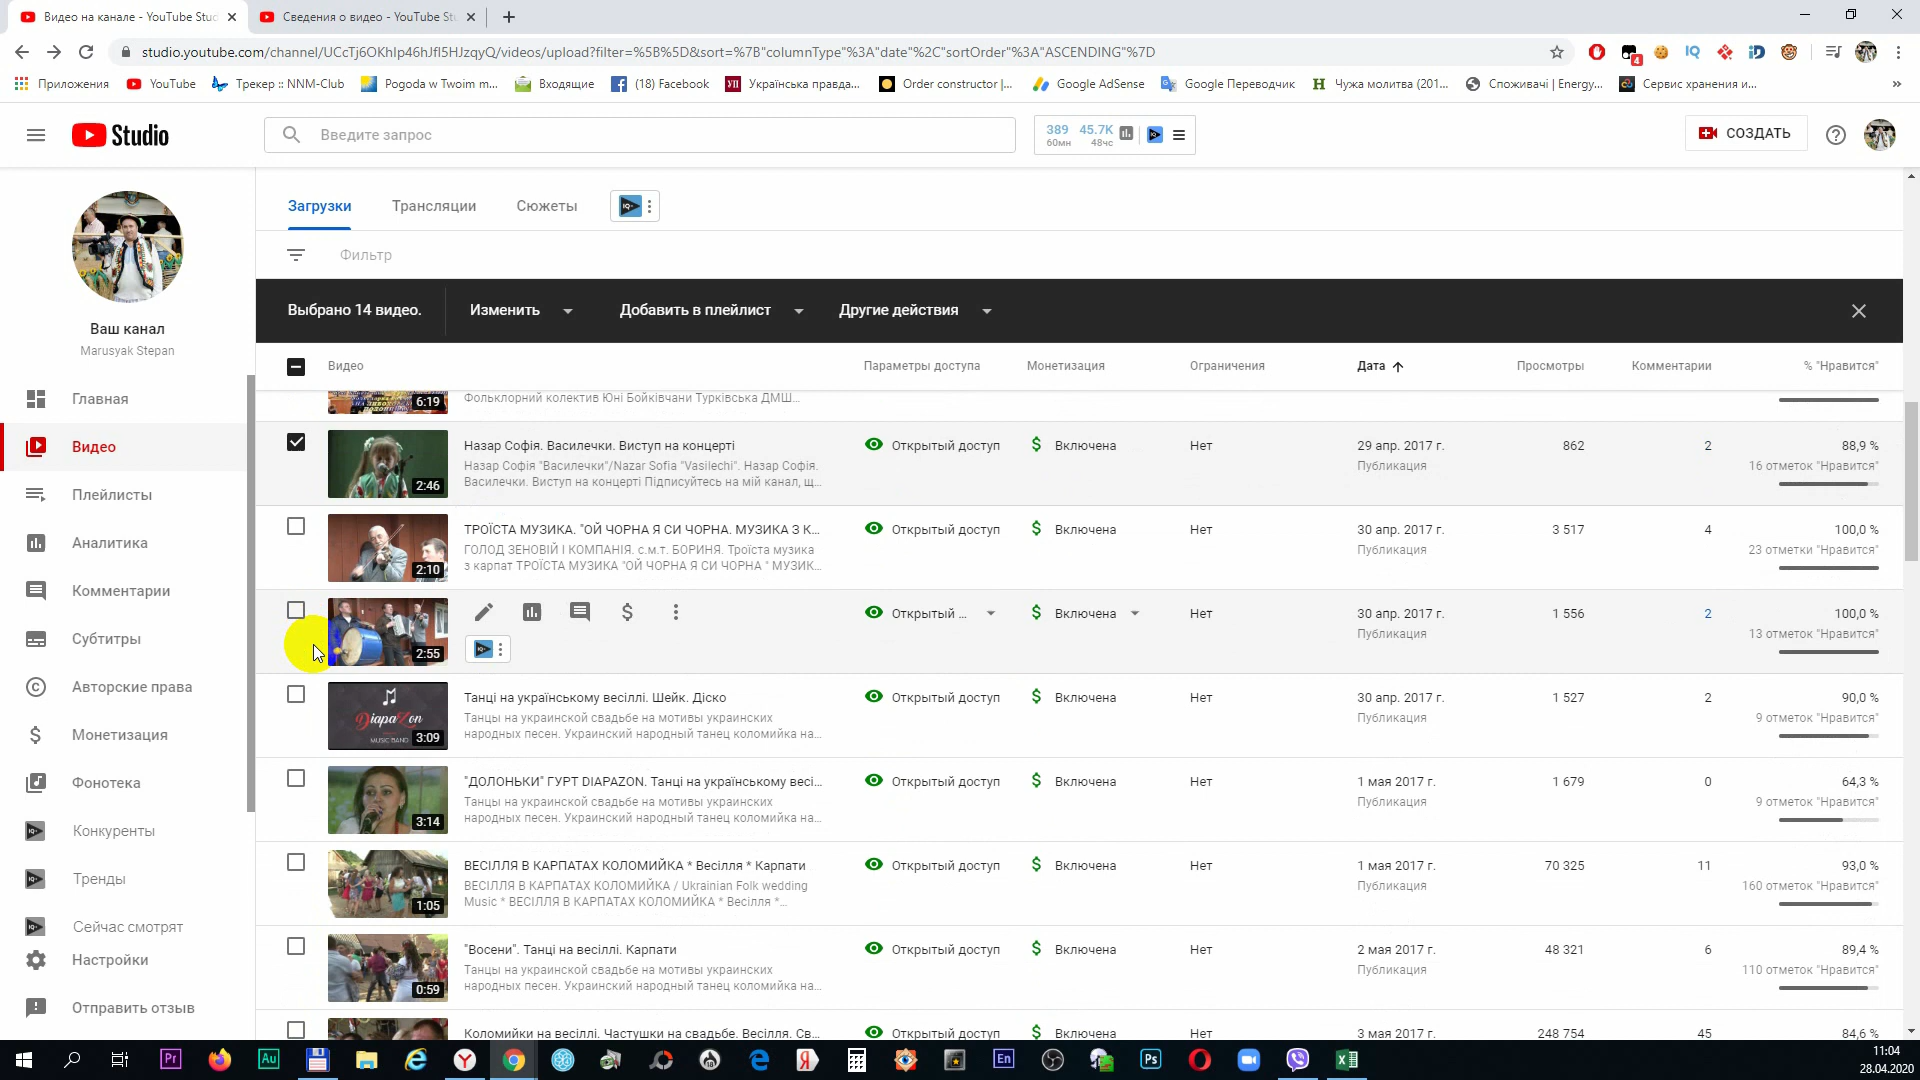 Видео на канале - YouTube Stud
Сведения о видео - YouTube Stu
studio.youtube.com/channel/UCcTj6OKhIp46hJfI5HJzqyQ/videos/upload?filter=%5B%5D&sort=%7B"columnType"%3A"date"%2C"sortOrder"%3A"ASCENDING"%7D
4
Приложения YouTube Трекер :: NNM-Club Pogoda w Twoim m... Входящие (18) Facebook УП Українська правда... Order constructor |... Google AdSense Google Переводчик Чужа молитва (201... Споживачі | Energy... Сервис хранения и... »
Studio
Введите запрос
389 45.7K
60мн 48чс
СОЗДАТЬ
Ваш канал
Marusyak Stepan
Главная
Видео
Плейлисты
Аналитика
Комментарии
Субтитры
Авторские права
Монетизация
Фонотека
Конкуренты
Тренды
Сейчас смотрят
Настройки
Отправить отзыв
Загрузки Трансляции Сюжеты
Фильтр
Выбрано 14 видео. Изменить Добавить в плейлист Другие действия
Видео Параметры доступа Монетизация Ограничения Дата Просмотры Комментарии % "Нравится"
6:19 Фольклорний колектив Юні Бойківчани Турківська ДМШ...
Назар Софія. Василечки. Виступ на концерті Открытый доступ Включена Нет 29 апр. 2017 г. 862 2 88,9 %
Назар Софія "Василечки"/Nazar Sofia "Vasilechi". Назар Софія. Публикация 16 отметок "Нравится"
2:46 Василечки. Виступ на концерті Підписуйтесь на мій канал, щ...
ТРОЇСТА МУЗИКА. "ОЙ ЧОРНА Я СИ ЧОРНА. МУЗИКА З К... Открытый доступ Включена Нет 30 апр. 2017 г. 3 517 4 100,0 %
ГОЛОД ЗЕНОВІЙ І КОМПАНІЯ. с.м.т. БОРИНЯ. Троїста музика Публикация 23 отметки "Нравится"
2:10 з карпат ТРОЇСТА МУЗИКА "ОЙ ЧОРНА Я СИ ЧОРНА " МУЗИК...
Открытый ... Включена Нет 30 апр. 2017 г. 1 556 2 100,0 %
Публикация 13 отметок "Нравится"
2:55
Танці на українському весіллі. Шейк. Діско Открытый доступ Включена Нет 30 апр. 2017 г. 1 527 2 90,0 %
DiapaZon Танцы на украинской свадьбе на мотивы украинских Публикация 9 отметок "Нравится"
MUSIC BAND 3:09 народных песен. Украинский народный танец коломийка на...
"ДОЛОНЬКИ" ГУРТ DIAPAZON. Танці на українському весі... Открытый доступ Включена Нет 1 мая 2017 г. 1 679 0 64,3 %
Танцы на украинской свадьбе на мотивы украинских Публикация 9 отметок "Нравится"
3:14 народных песен. Украинский народный танец коломийка на...
ВЕСІЛЛЯ В КАРПАТАХ КОЛОМИЙКА * Весілля * Карпати Открытый доступ Включена Нет 1 мая 2017 г. 70 325 11 93,0 %
ВЕСІЛЛЯ В КАРПАТАХ КОЛОМИЙКА / Ukrainian Folk wedding Публикация 160 отметок "Нравится"
1:05 Music * ВЕСІЛЛЯ В КАРПАТАХ КОЛОМИЙКА * Весілля *...
"Восени". Танці на весіллі. Карпати Открытый доступ Включена Нет 2 мая 2017 г. 48 321 6 89,4 %
Танцы на украинской свадьбе на мотивы украинских Публикация 110 отметок "Нравится"
0:59 народных песен. Украинский народный танец коломийка на...
Коломийки на весіллі. Частушки на свадьбе. Весілля. Св... Открытый доступ Включена Нет 3 мая 2017 г. 248 754 45 84,6 %
Pr Au En Ps
11:04
28.04.2020